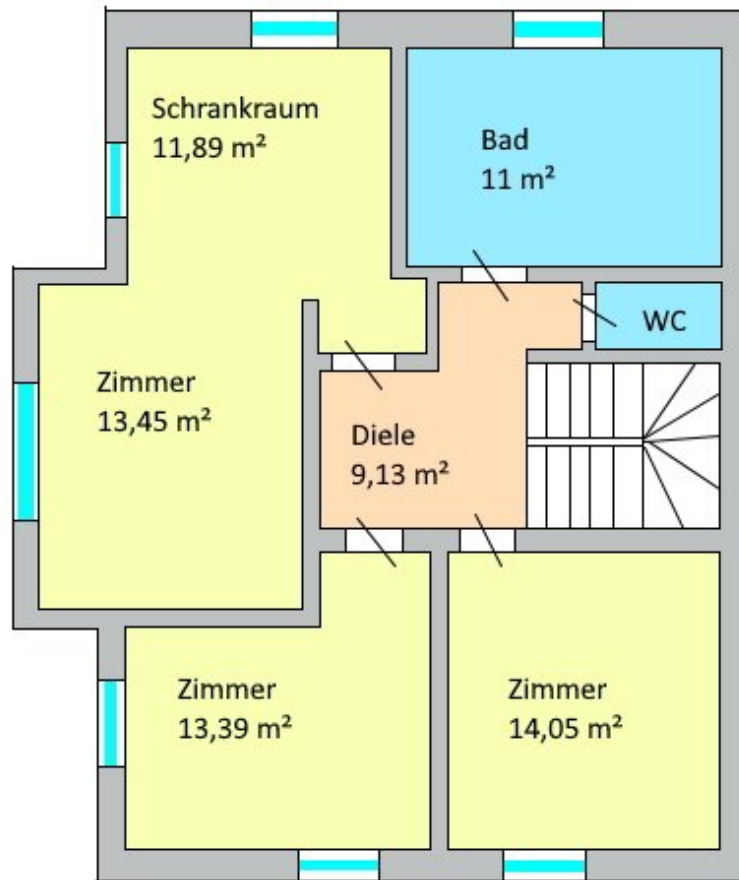 Schrankraum
11,89 m²
Bad
11 m²
WC
Zimmer
13,45 m²
Diele
9,13 m²
Zimmer
13,39 m²
Zimmer
14,05 m²